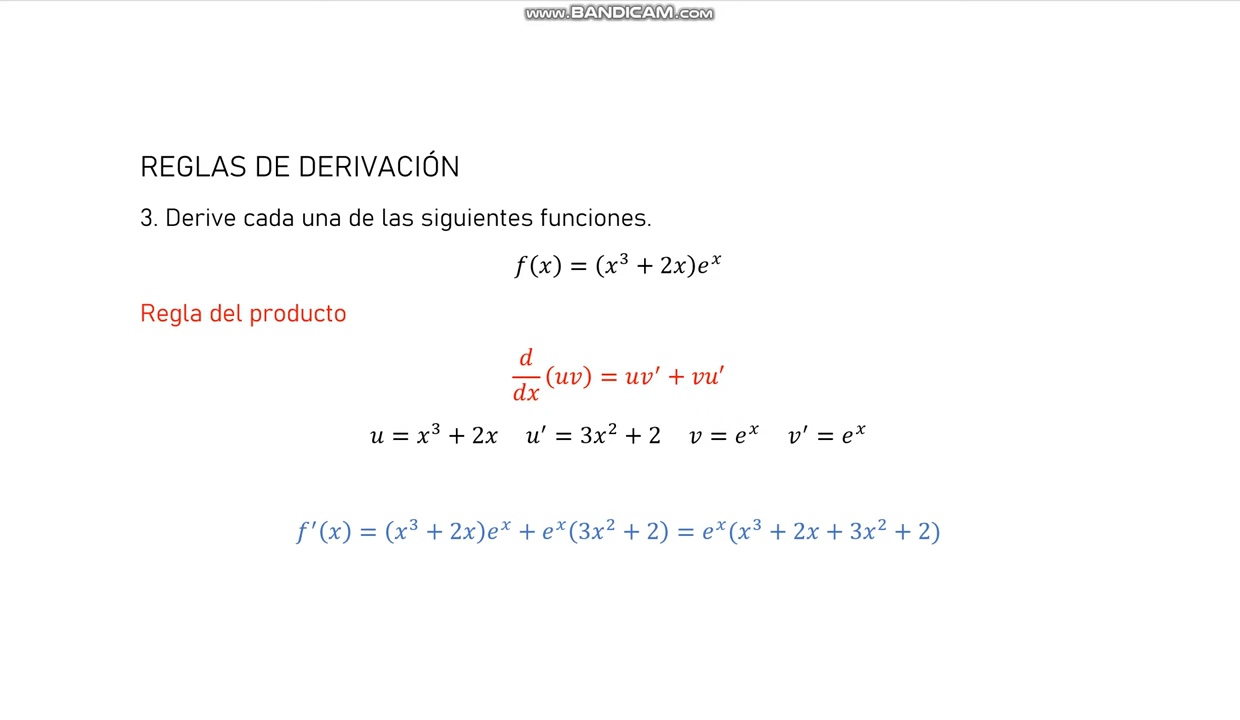 www.BANDICAM.com
REGLAS DE DERIVACIÓN
3. Derive cada una de las siguientes funciones.
f(x) = (x³ + 2x)eˣ
Regla del producto
d/dx (uv) = uv′ + vu′
u = x³ + 2x u′ = 3x² + 2 v = eˣ v′ = eˣ
f′(x) = (x³ + 2x)eˣ + eˣ(3x² + 2) = eˣ(x³ + 2x + 3x² + 2)